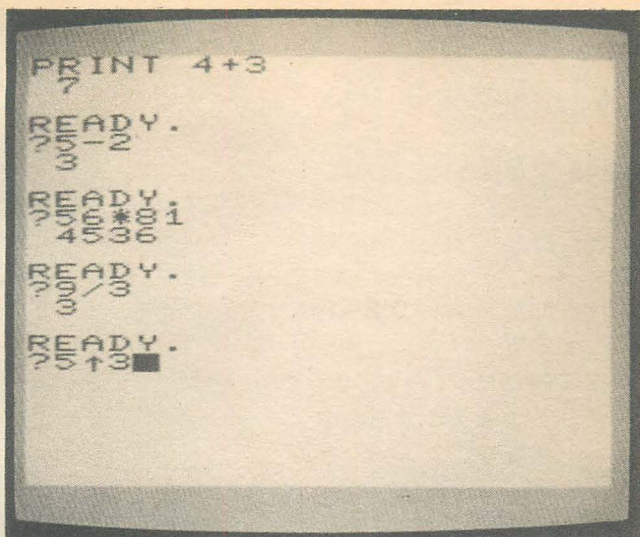 PRINT 4+3
7
READY.
?5-2
3
READY.
?56*81
4536
READY.
?9/3
3
READY.
?5↑3